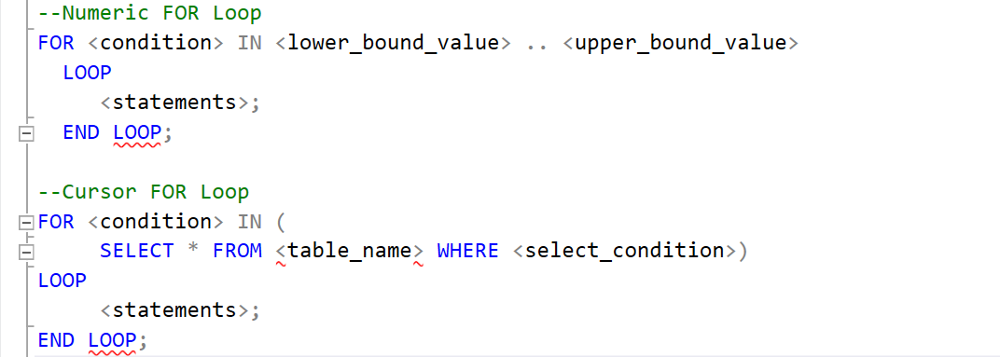 --Numeric FOR Loop
FOR <condition> IN <lower_bound_value> .. <upper_bound_value>
  LOOP
     <statements>;
  END LOOP;

--Cursor FOR Loop
FOR <condition> IN (
     SELECT * FROM <table_name> WHERE <select_condition>)
LOOP
     <statements>;
END LOOP;